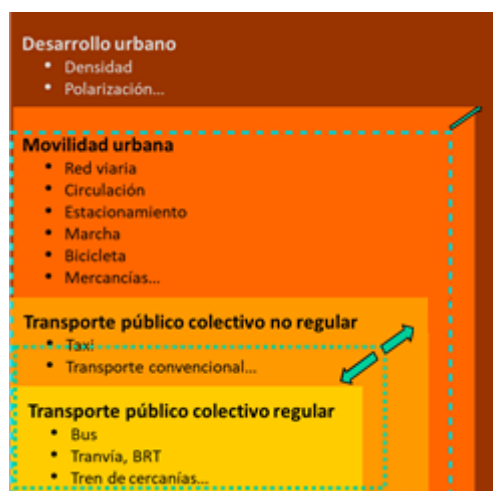 Desarrollo urbano
• Densidad
• Polarización...
Movilidad urbana
• Red viaria
• Circulación
• Estacionamiento
• Marcha
• Bicicleta
• Mercancías...
Transporte público colectivo no regular
• Taxi
• Transporte convencional...
Transporte público colectivo regular
• Bus
• Tranvía, BRT
• Tren de cercanías...